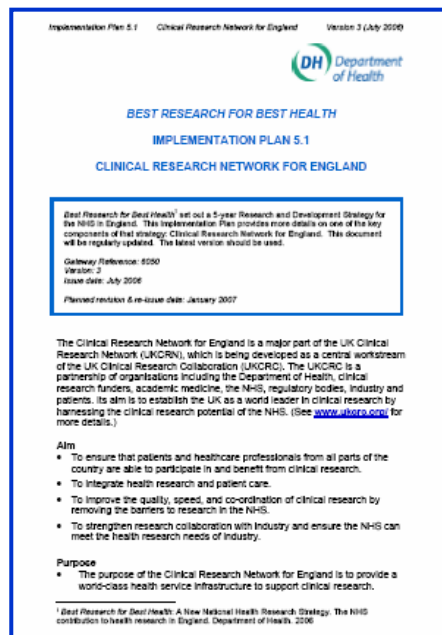 Implementation Plan 5.1 Clinical Research Network for England Version 3 (July 2006)
DH Department
of Health
BEST RESEARCH FOR BEST HEALTH
IMPLEMENTATION PLAN 5.1
CLINICAL RESEARCH NETWORK FOR ENGLAND
Best Research for Best Health¹ set out a 5-year Research and Development Strategy for
the NHS in England. This Implementation Plan provides more details on one of the key
components of that strategy: Clinical Research Network for England. This document
will be regularly updated. The latest version should be used.
Gateway Reference: 6050
Version: 3
Issue date: July 2006
Planned revision & re-issue date: January 2007
The Clinical Research Network for England is a major part of the UK Clinical
Research Network (UKCRN), which is being developed as a central workstream
of the UK Clinical Research Collaboration (UKCRC). The UKCRC is a
partnership of organisations including the Department of Health, clinical
research funders, academic medicine, the NHS, regulatory bodies, industry and
patients. Its aim is to establish the UK as a world leader in clinical research by
harnessing the clinical research potential of the NHS. (See www.ukcrc.org/ for
more details.)
Aim
• To ensure that patients and healthcare professionals from all parts of the
country are able to participate in and benefit from clinical research.
• To integrate health research and patient care.
• To improve the quality, speed, and co-ordination of clinical research by
removing the barriers to research in the NHS.
• To strengthen research collaboration with industry and ensure the NHS can
meet the health research needs of industry.
Purpose
• The purpose of the Clinical Research Network for England is to provide a
world-class health service infrastructure to support clinical research.
¹ Best Research for Best Health: A New National Health Research Strategy. The NHS
contribution to health research in England. Department of Health. 2006